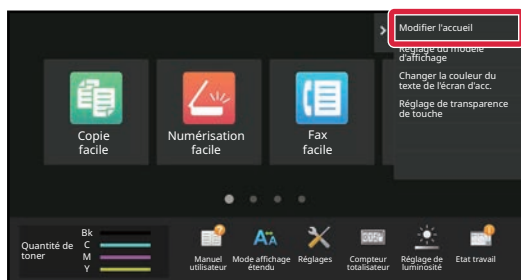 Modifier l'accueil
Réglage du modèle
d'affichage
Changer la couleur du
texte de l'écran d'acc.
Réglage de transparence
de touche
Copie
facile
Numérisation
facile
Fax
facile
Quantité de
toner
Bk
C
M
Y
Manuel
utilisateur
Mode affichage
étendu
Réglages
Compteur
totalisateur
Réglage de
luminosité
Etat travail